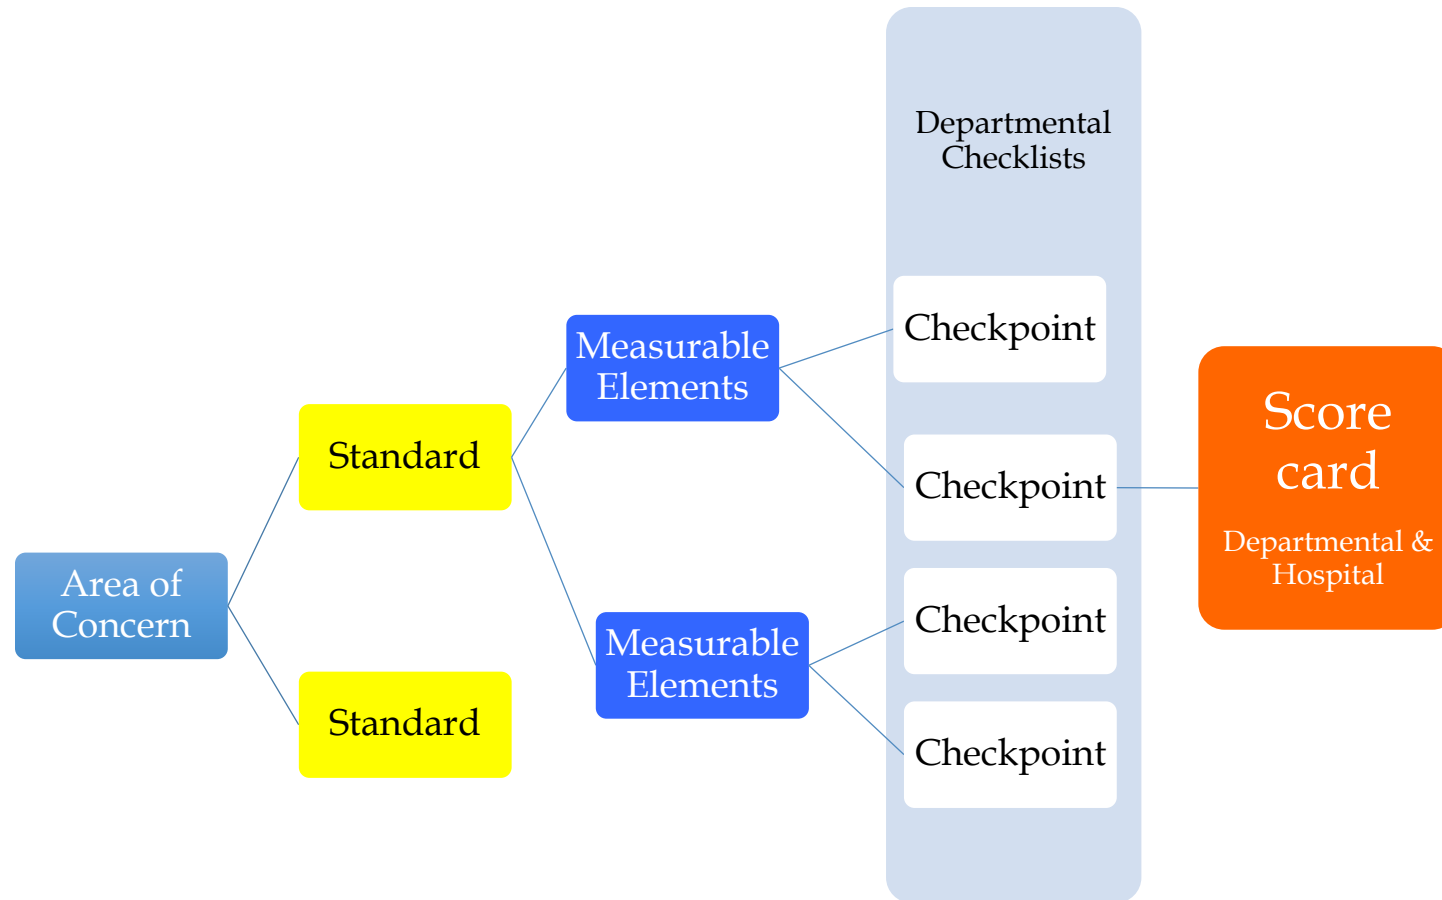 Area of
Concern
Standard
Standard
Measurable
Elements
Measurable
Elements
Departmental
Checklists
Checkpoint
Checkpoint
Checkpoint
Checkpoint
Score
card
Departmental &
Hospital